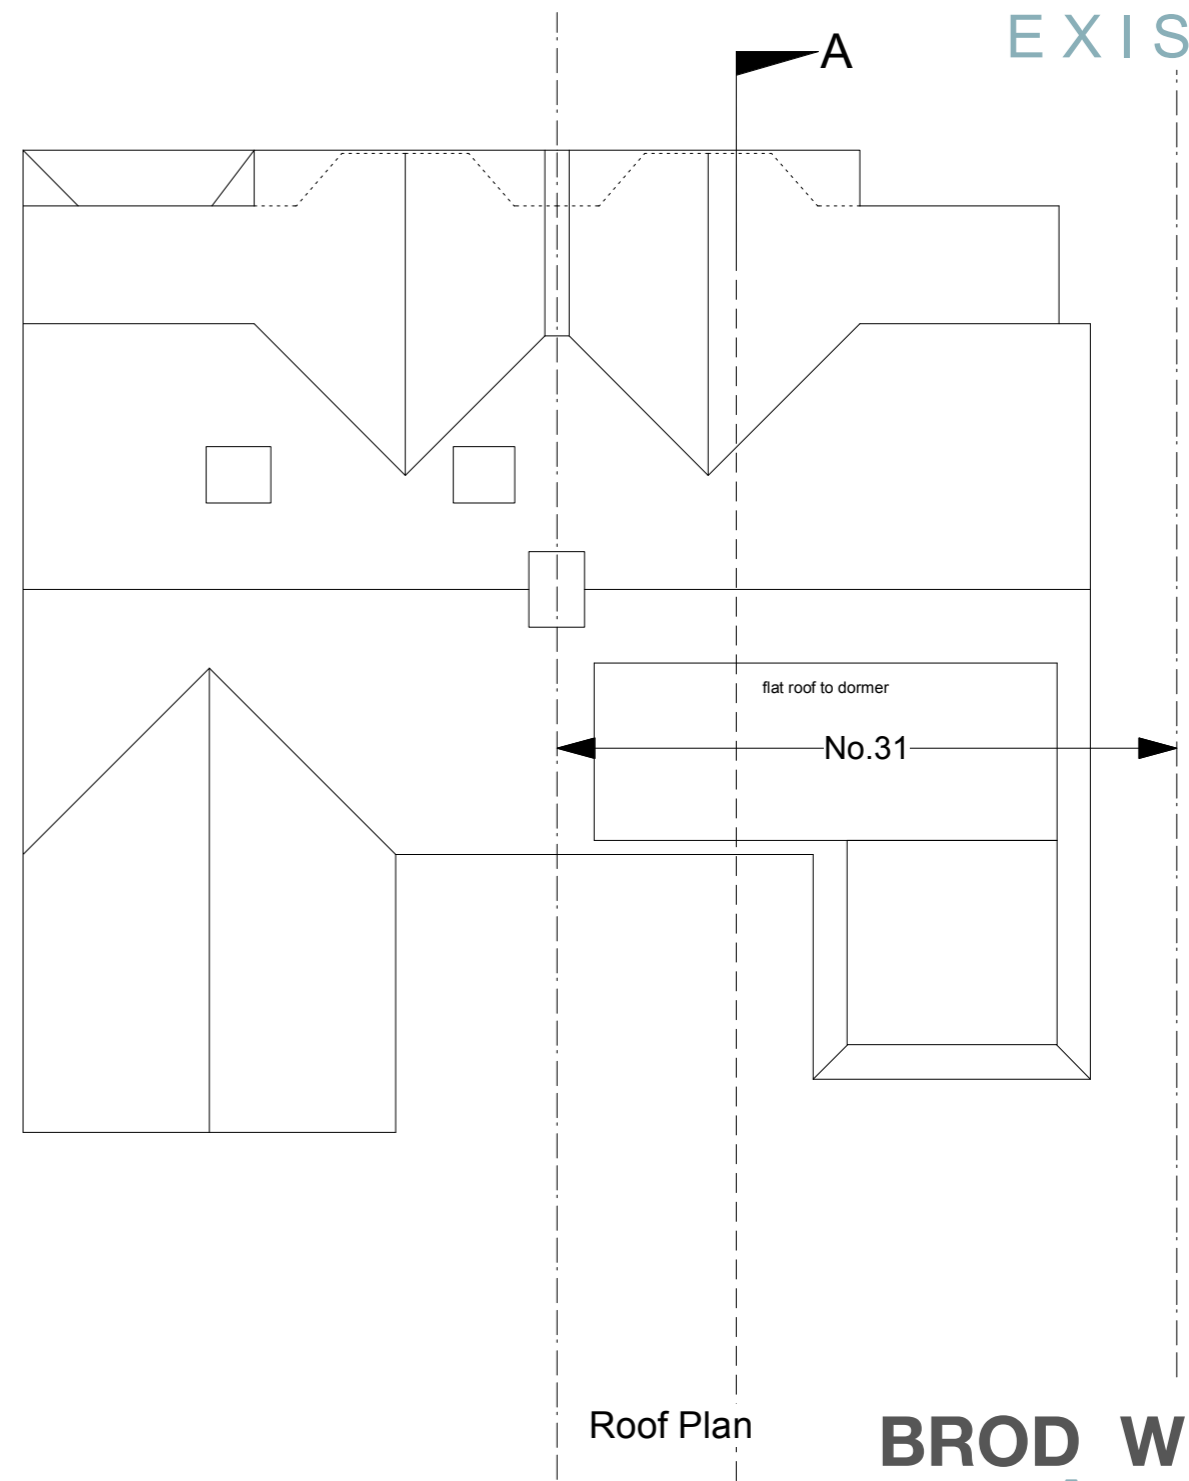 EXIS
A
flat roof to dormer
No.31
Roof Plan
BROD W